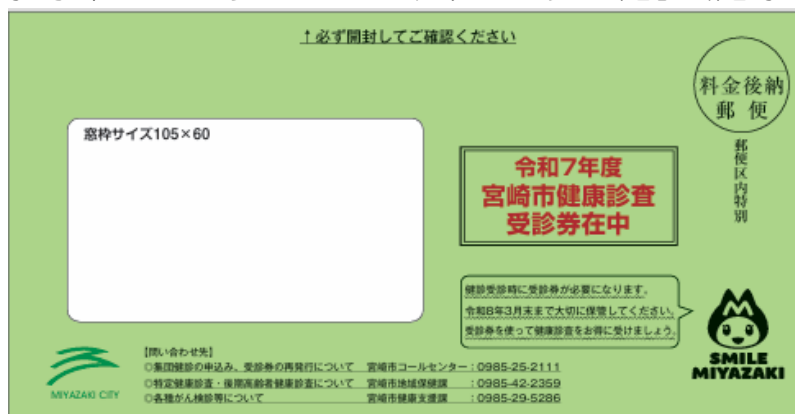 ↑必ず開封してご確認ください
料金後納
郵便
郵便区内特別
窓枠サイズ105×60
令和7年度
宮崎市健康診査
受診券在中
健診受診時に受診券が必要になります。
令和8年3月末まで大切に保管してください。
受診券を使って健康診査をお得に受けましょう。
SMILE
MIYAZAKI
MIYAZAKI CITY
【問い合わせ先】
○集団健診の申込み、受診券の再発行について 宮崎市コールセンター：0985-25-2111
○特定健康診査・後期高齢者健康診査について 宮崎市地域保健課 ：0985-42-2359
○各種がん検診等について 宮崎市健康支援課 ：0985-29-5286